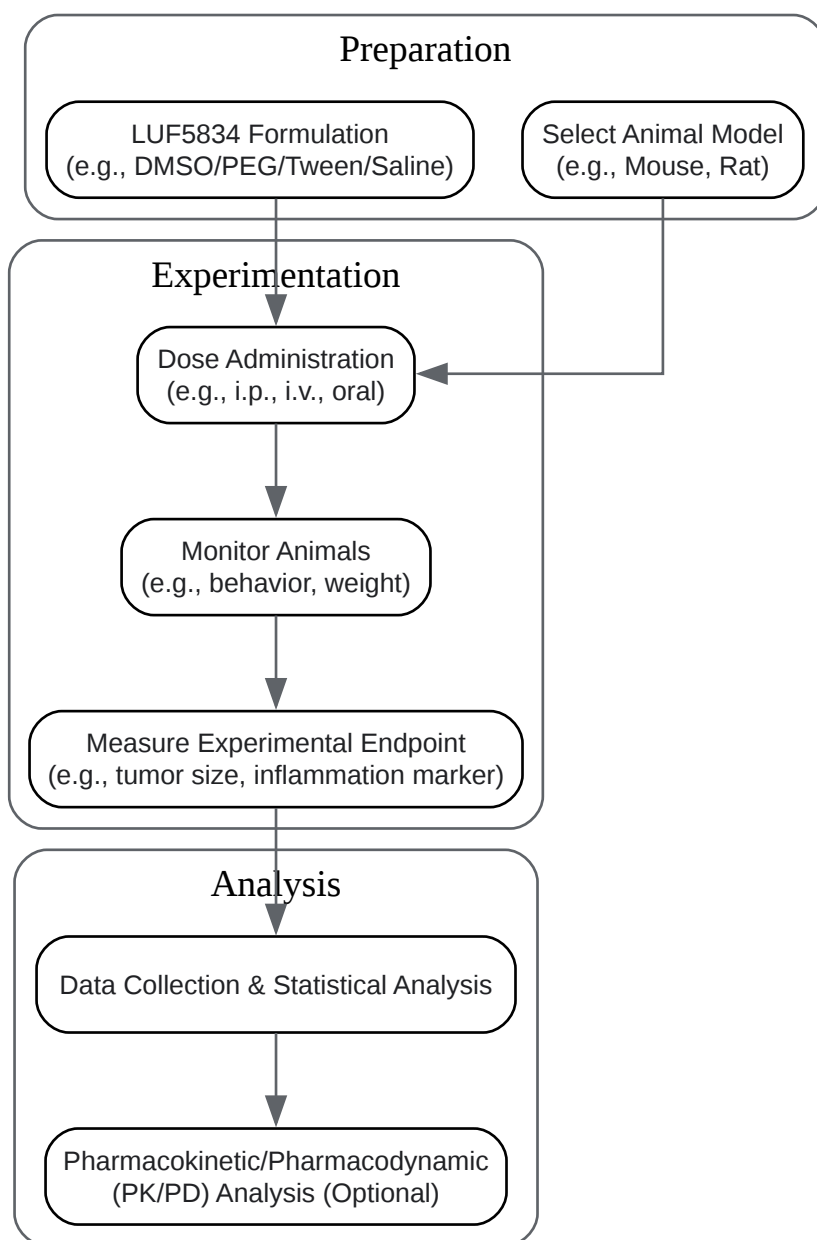 Preparation
LUF5834 Formulation
(e.g., DMSO/PEG/Tween/Saline)
Select Animal Model
(e.g., Mouse, Rat)
Experimentation
Dose Administration
(e.g., i.p., i.v., oral)
Monitor Animals
(e.g., behavior, weight)
Measure Experimental Endpoint
(e.g., tumor size, inflammation marker)
Analysis
Data Collection & Statistical Analysis
Pharmacokinetic/Pharmacodynamic
(PK/PD) Analysis (Optional)